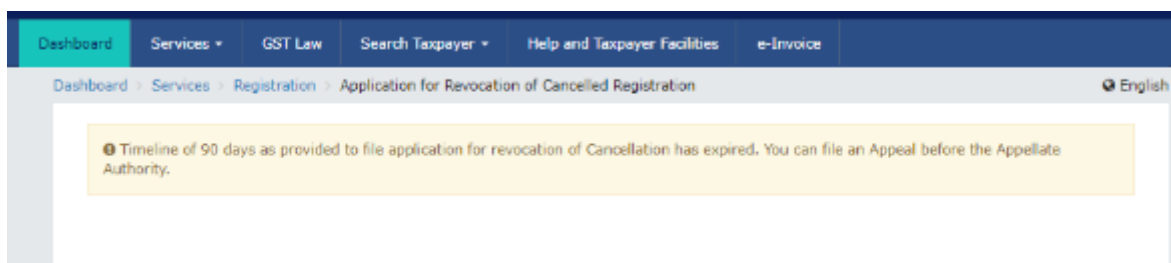 Dashboard Services GST Law Search Taxpayer Help and Taxpayer Facilities e-Invoice
Dashboard > Services > Registration > Application for Revocation of Cancelled Registration English
Timeline of 90 days as provided to file application for revocation of Cancellation has expired. You can file an Appeal before the Appellate
Authority.